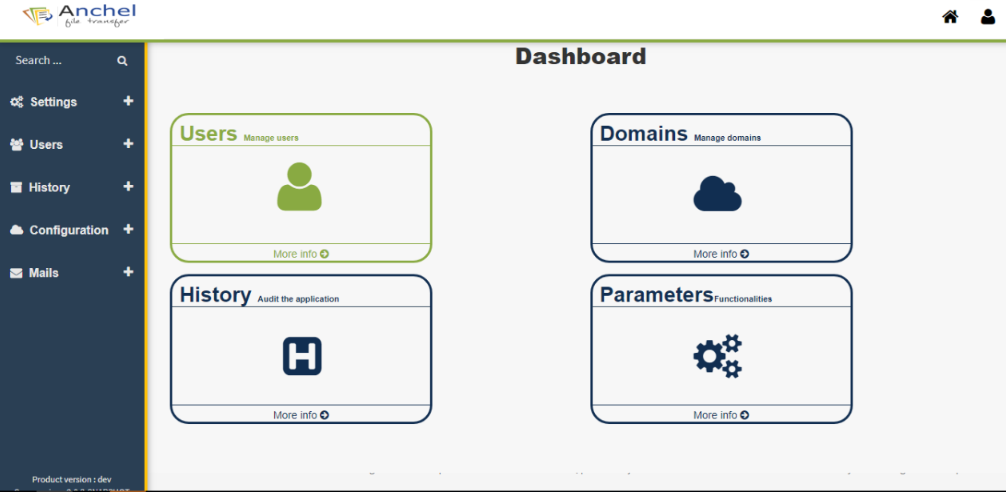 Anchel
file transfer
Search ...
Settings
Users
History
Configuration
Mails
Product version : dev
Dashboard
Users Manage users
More info
Domains Manage domains
More info
History Audit the application
H
More info
Parameters Functionalities
More info